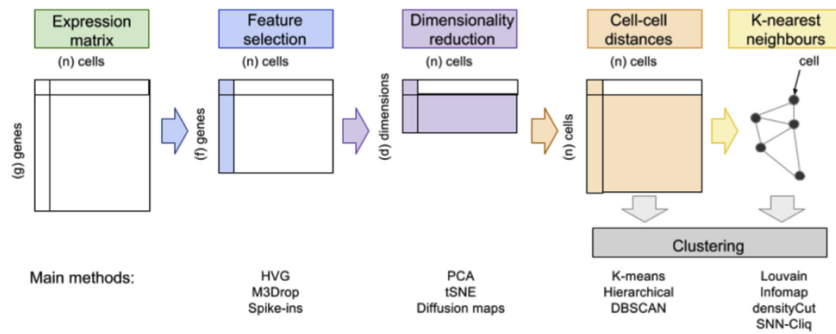 Expression
matrix
Feature
selection
Dimensionality
reduction
Cell-cell
distances
K-nearest
neighbours
(n) cells
(n) cells
(n) cells
(n) cells
cell
(g) genes
(f) genes
(d) dimensions
(n) cells
Clustering
Main methods:
HVG
M3Drop
Spike-ins
PCA
tSNE
Diffusion maps
K-means
Hierarchical
DBSCAN
Louvain
Infomap
densityCut
SNN-Cliq